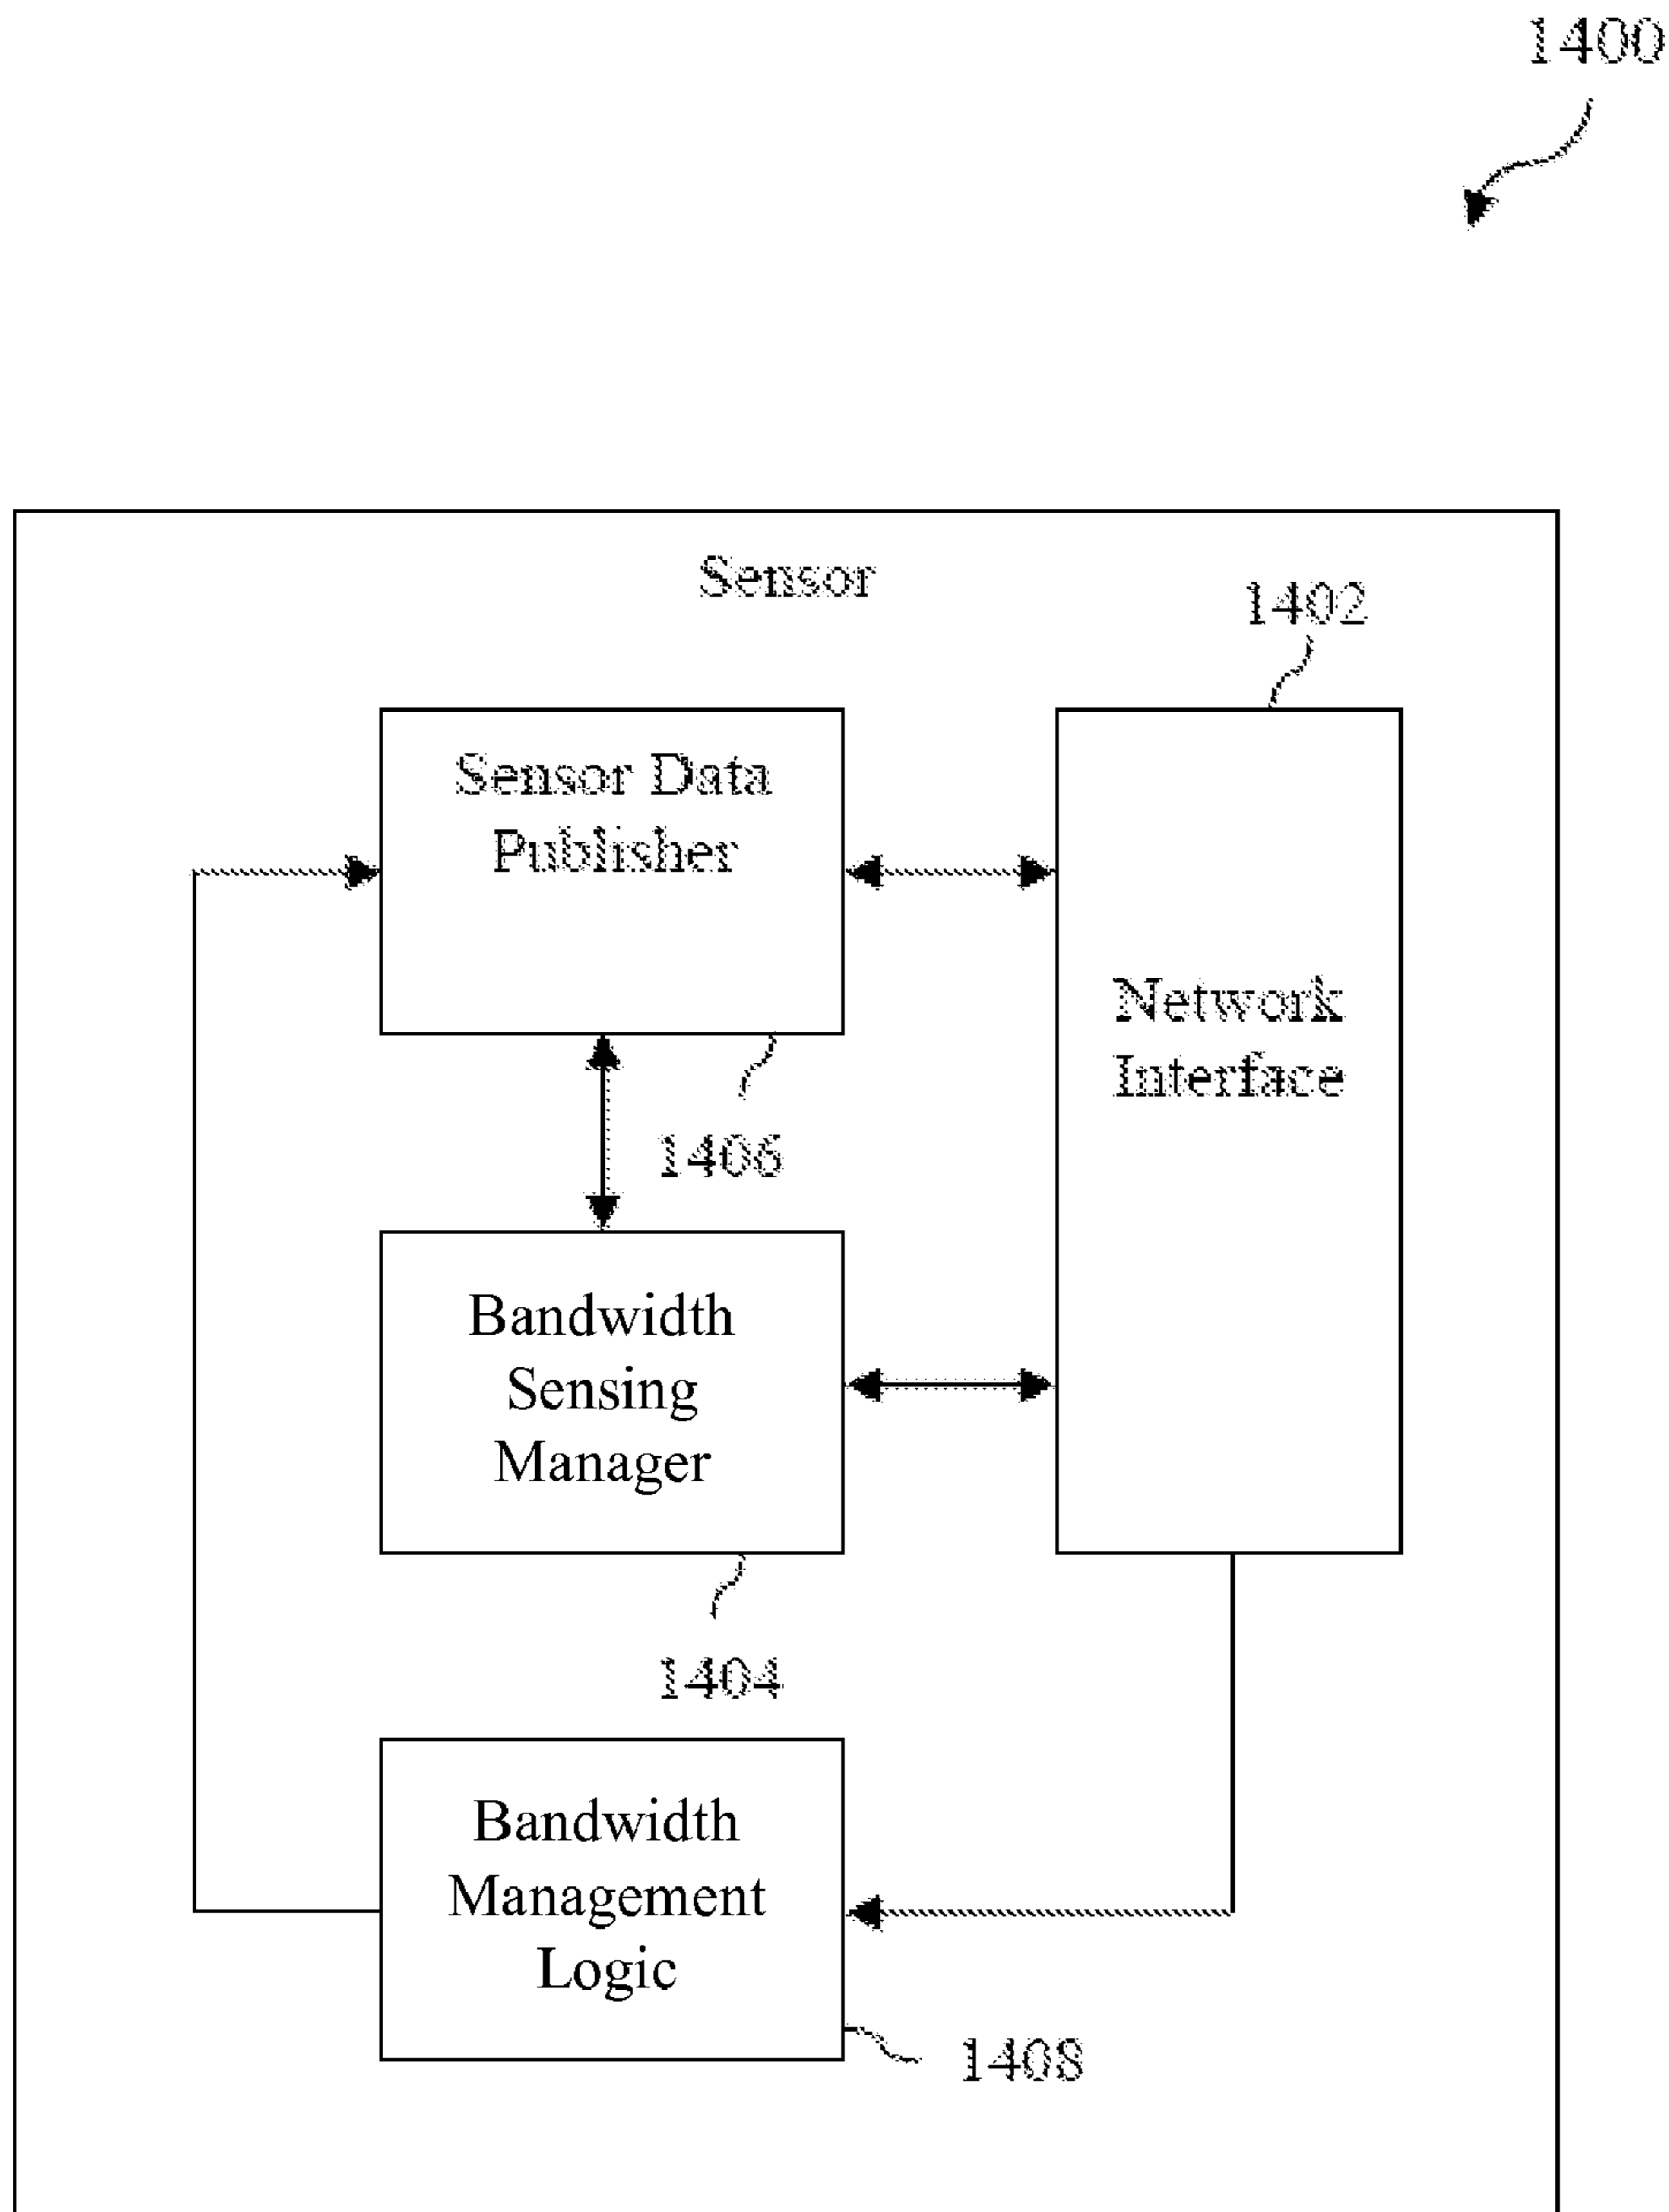 1400
Sensor
1402
Sensor Data
Publisher
Network
Interface
1406
Bandwidth
Sensing
Manager
1404
Bandwidth
Management
Logic
1408